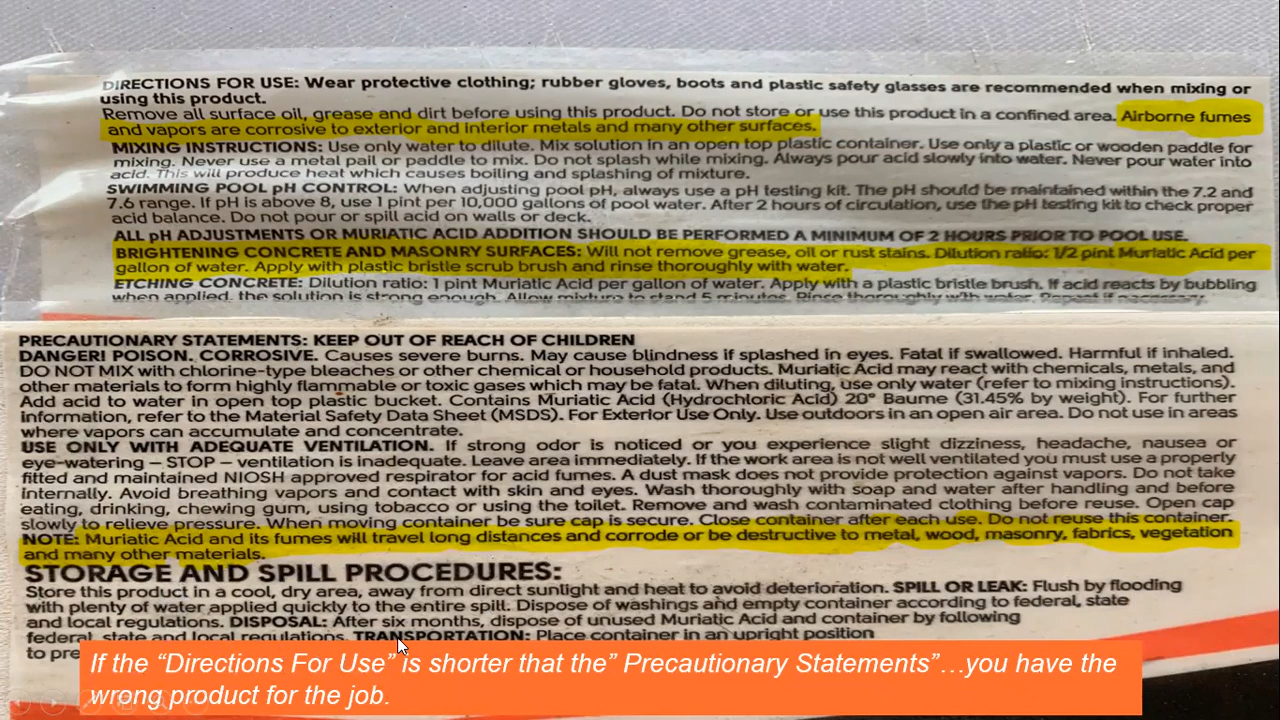 DIRECTIONS FOR USE: Wear protective clothing; rubber gloves, boots and plastic safety glasses are recommended when mixing or
using this product.
Remove all surface oil, grease and dirt before using this product. Do not store or use this product in a confined area. Airborne fumes
and vapors are corrosive to exterior and interior metals and many other surfaces.
MIXING INSTRUCTIONS: Use only water to dilute. Mix solution in an open top plastic container. Use only a plastic or wooden paddle for
mixing. Never use a metal pail or paddle to mix. Do not splash while mixing. Always pour acid slowly into water. Never pour water into
acid. This will produce heat which causes boiling and splashing of mixture.
SWIMMING POOL pH CONTROL: When adjusting pool pH, always use a pH testing kit. The pH should be maintained within the 7.2 and
7.6 range. If pH is above 8, use 1 pint per 10,000 gallons of pool water. After 2 hours of circulation, use the pH testing kit to check proper
acid balance. Do not pour or spill acid on walls or deck.
ALL pH ADJUSTMENTS OR MURIATIC ACID ADDITION SHOULD BE PERFORMED A MINIMUM OF 2 HOURS PRIOR TO POOL USE.
BRIGHTENING CONCRETE AND MASONRY SURFACES: Will not remove grease, oil or rust stains. Dilution ratio: 1/2 pint Muriatic Acid per
gallon of water. Apply with plastic bristle scrub brush and rinse thoroughly with water.
ETCHING CONCRETE: Dilution ratio: 1 pint Muriatic Acid per gallon of water. Apply with a plastic bristle brush. If acid reacts by bubbling
when applied, the solution is strong enough. Allow mixture to stand 5 minutes. Rinse thoroughly with water. Repeat if necessary.
PRECAUTIONARY STATEMENTS: KEEP OUT OF REACH OF CHILDREN
DANGER! POISON. CORROSIVE. Causes severe burns. May cause blindness if splashed in eyes. Fatal if swallowed. Harmful if inhaled.
DO NOT MIX with chlorine-type bleaches or other chemical or household products. Muriatic Acid may react with chemicals, metals, and
other materials to form highly flammable or toxic gases which may be fatal. When diluting, use only water (refer to mixing instructions).
Add acid to water in open top plastic bucket. Contains Muriatic Acid (Hydrochloric Acid) 20° Baume (31.45% by weight). For further
information, refer to the Material Safety Data Sheet (MSDS). For Exterior Use Only. Use outdoors in an open air area. Do not use in areas
where vapors can accumulate and concentrate.
USE ONLY WITH ADEQUATE VENTILATION. If strong odor is noticed or you experience slight dizziness, headache, nausea or
eye-watering – STOP – ventilation is inadequate. Leave area immediately. If the work area is not well ventilated you must use a properly
fitted and maintained NIOSH approved respirator for acid fumes. A dust mask does not provide protection against vapors. Do not take
internally. Avoid breathing vapors and contact with skin and eyes. Wash thoroughly with soap and water after handling and before
eating, drinking, chewing gum, using tobacco or using the toilet. Remove and wash contaminated clothing before reuse. Open cap
slowly to relieve pressure. When moving container be sure cap is secure. Close container after each use. Do not reuse this container.
NOTE: Muriatic Acid and its fumes will travel long distances and corrode or be destructive to metal, wood, masonry, fabrics, vegetation
and many other materials.
STORAGE AND SPILL PROCEDURES:
Store this product in a cool, dry area, away from direct sunlight and heat to avoid deterioration. SPILL OR LEAK: Flush by flooding
with plenty of water applied quickly to the entire spill. Dispose of washings and empty container according to federal, state
and local regulations. DISPOSAL: After six months, dispose of unused Muriatic Acid and container by following
federal, state and local regulations. TRANSPORTATION: Place container in an upright position
to
If the “Directions For Use” is shorter that the” Precautionary Statements”…you have the
wrong product for the job.